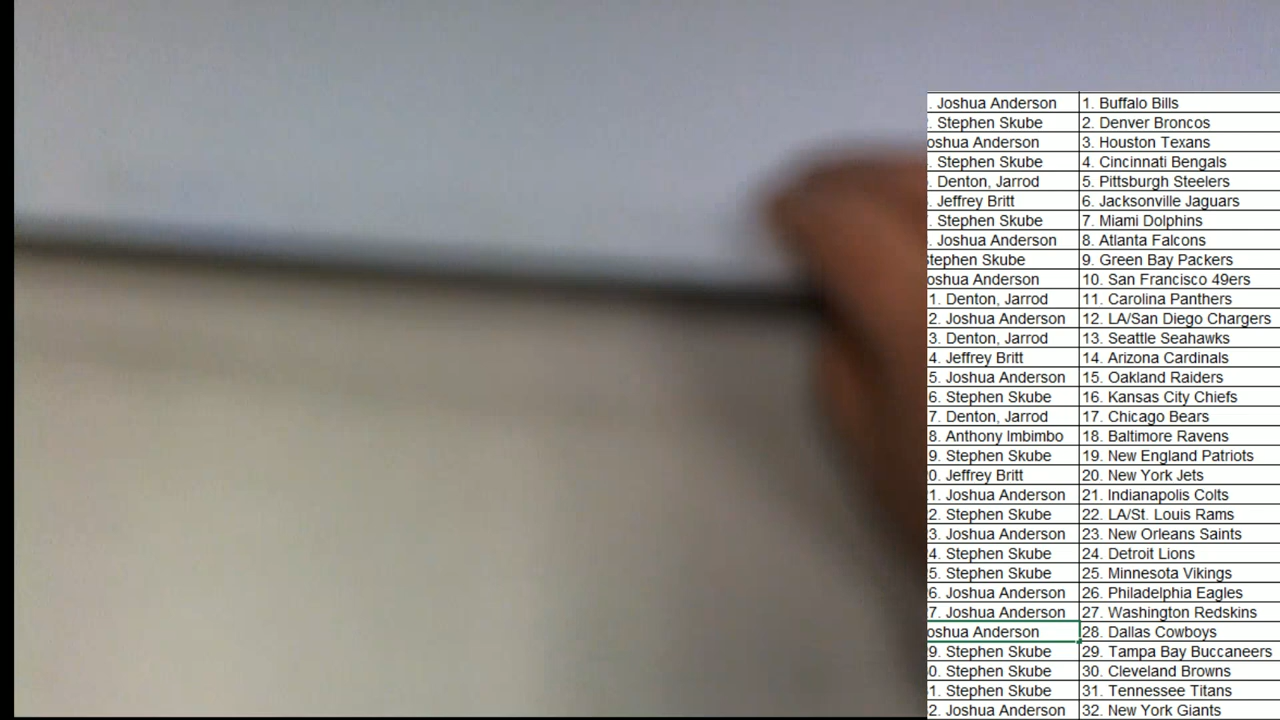 . Joshua Anderson 1. Buffalo Bills
. Stephen Skube 2. Denver Broncos
oshua Anderson 3. Houston Texans
. Stephen Skube 4. Cincinnati Bengals
. Denton, Jarrod 5. Pittsburgh Steelers
. Jeffrey Britt 6. Jacksonville Jaguars
. Stephen Skube 7. Miami Dolphins
. Joshua Anderson 8. Atlanta Falcons
Stephen Skube 9. Green Bay Packers
oshua Anderson 10. San Francisco 49ers
1. Denton, Jarrod 11. Carolina Panthers
2. Joshua Anderson 12. LA/San Diego Chargers
3. Denton, Jarrod 13. Seattle Seahawks
4. Jeffrey Britt 14. Arizona Cardinals
5. Joshua Anderson 15. Oakland Raiders
6. Stephen Skube 16. Kansas City Chiefs
7. Denton, Jarrod 17. Chicago Bears
8. Anthony Imbimbo 18. Baltimore Ravens
9. Stephen Skube 19. New England Patriots
0. Jeffrey Britt 20. New York Jets
1. Joshua Anderson 21. Indianapolis Colts
2. Stephen Skube 22. LA/St. Louis Rams
3. Joshua Anderson 23. New Orleans Saints
4. Stephen Skube 24. Detroit Lions
5. Stephen Skube 25. Minnesota Vikings
6. Joshua Anderson 26. Philadelphia Eagles
7. Joshua Anderson 27. Washington Redskins
oshua Anderson 28. Dallas Cowboys
9. Stephen Skube 29. Tampa Bay Buccaneers
0. Stephen Skube 30. Cleveland Browns
1. Stephen Skube 31. Tennessee Titans
2. Joshua Anderson 32. New York Giants